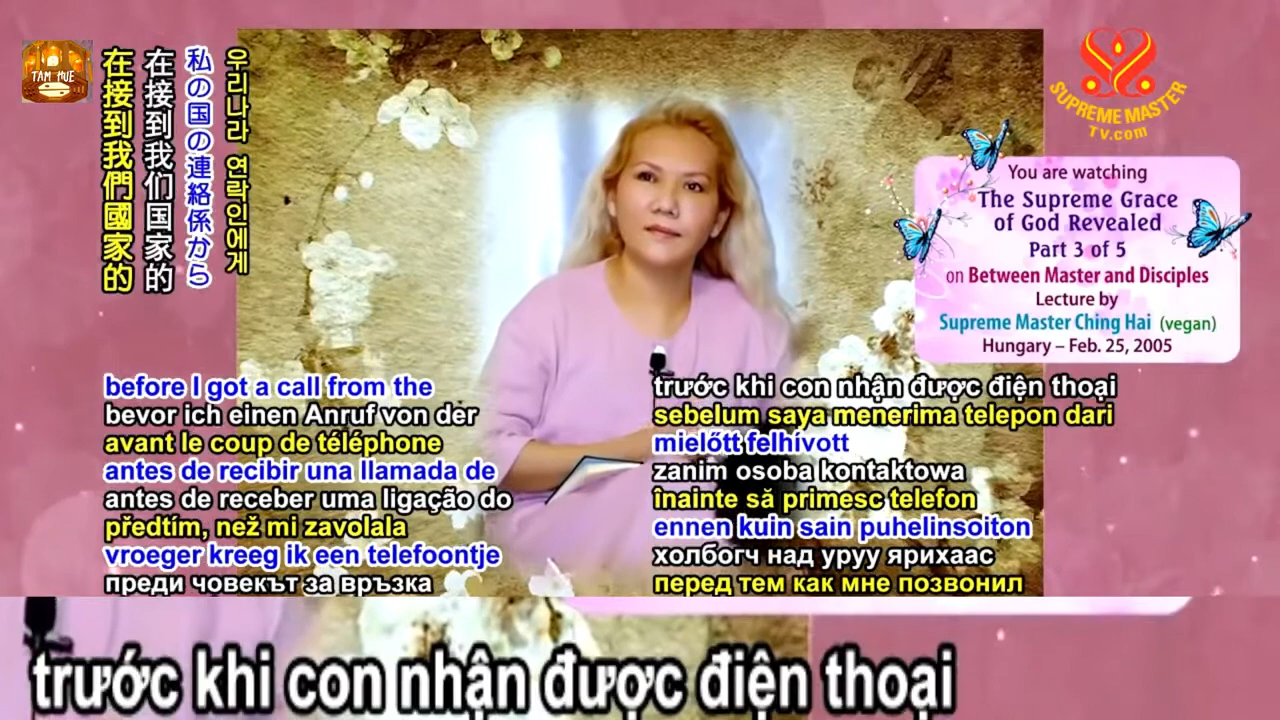 TÂM HUỆ
在接到我們國家的
在接到我们国家的
私の国の連絡係から
우리나라 연락인에게
SUPREME MASTER
TV.com
You are watching
The Supreme Grace
of God Revealed
Part 3 of 5
on Between Master and Disciples
Lecture by
Supreme Master Ching Hai (vegan)
Hungary – Feb. 25, 2005
before I got a call from the
bevor ich einen Anruf von der
avant le coup de téléphone
antes de recibir una llamada de
antes de receber uma ligação do
předtím, než mi zavolala
vroeger kreeg ik een telefoontje
преди човекът за връзка
trước khi con nhận được điện thoại
sebelum saya menerima telepon dari
mielőtt felhívott
zanim osoba kontaktowa
înainte să primesc telefon
ennen kuin sain puhelinsoiton
холбогч над уруу ярихаас
перед тем как мне позвонил
trước khi con nhận được điện thoại